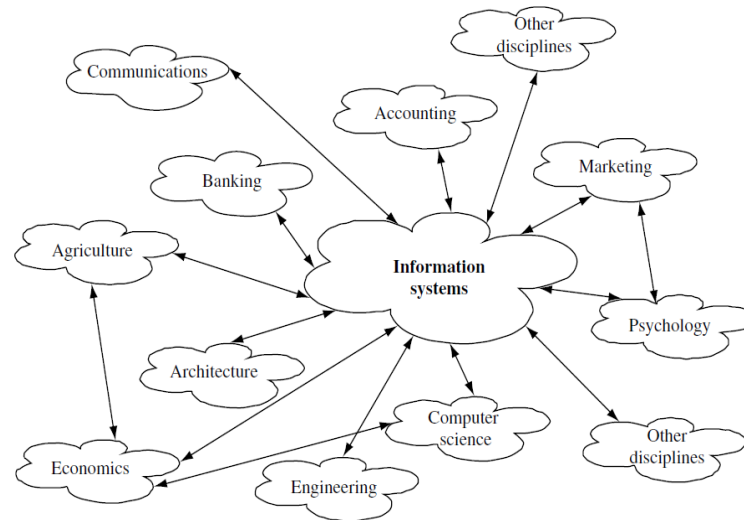 Other
disciplines
Communications
Accounting
Marketing
Banking
Agriculture
Information
systems
Psychology
Architecture
Computer
science
Other
disciplines
Economics
Engineering